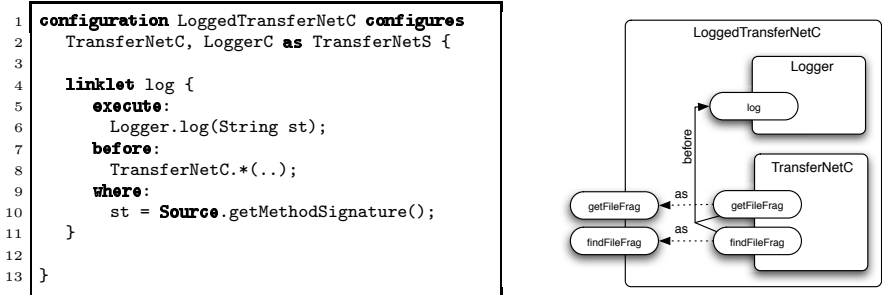 1 configuration LoggedTransferNetC configures
2 TransferNetC, LoggerC as TransferNetS {
3
4 linklet log {
5 execute:
6 Logger.log(String st);
7 before:
8 TransferNetC.*(..);
9 where:
10 st = Source.getMethodSignature();
11 }
12
13 }
LoggedTransferNetC
Logger
log
before
TransferNetC
getFileFrag
as
getFileFrag
findFileFrag
as
findFileFrag